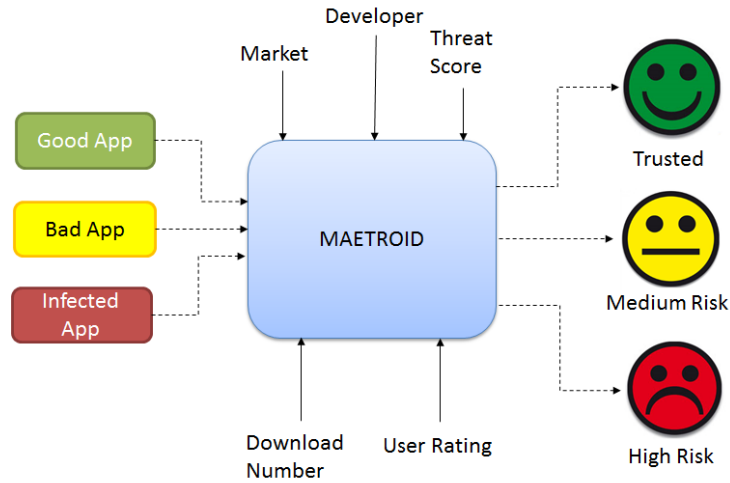 Developer
Market
Threat
Score
Good App
Bad App
Infected
App
MAETROID
Trusted
Medium Risk
High Risk
Download
Number
User Rating